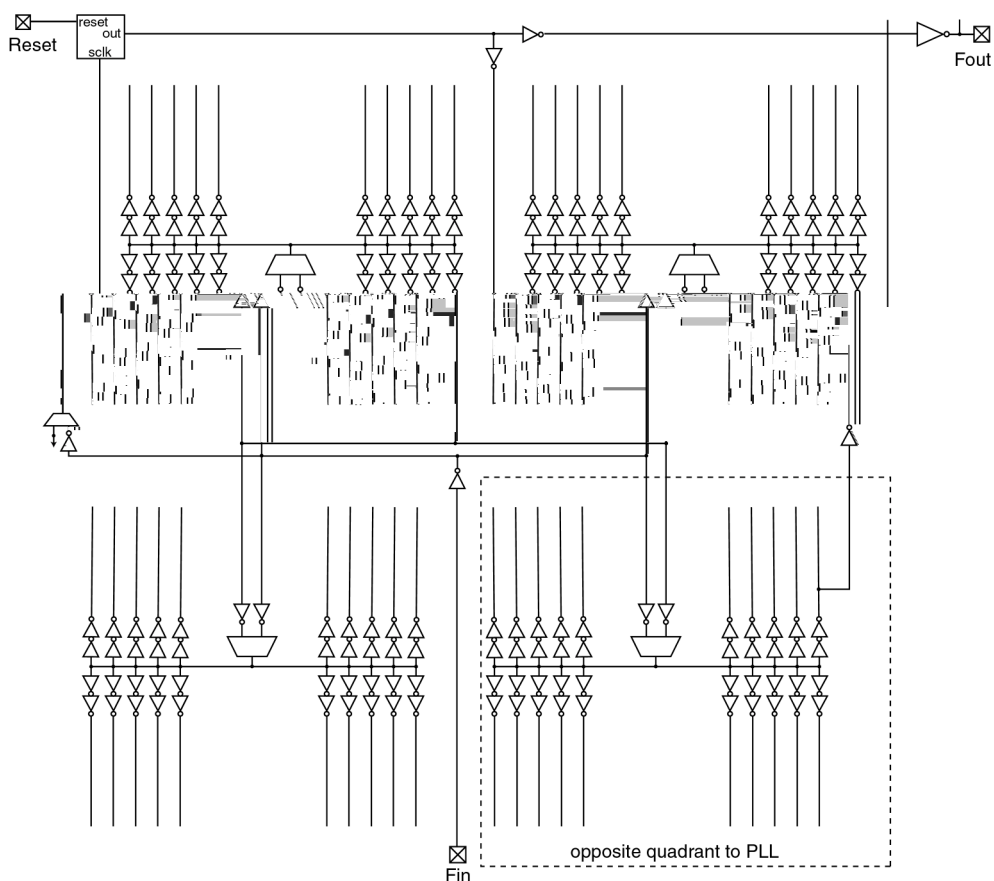 reset
out
Reset
sclk
Fout
opposite quadrant to PLL
Fin